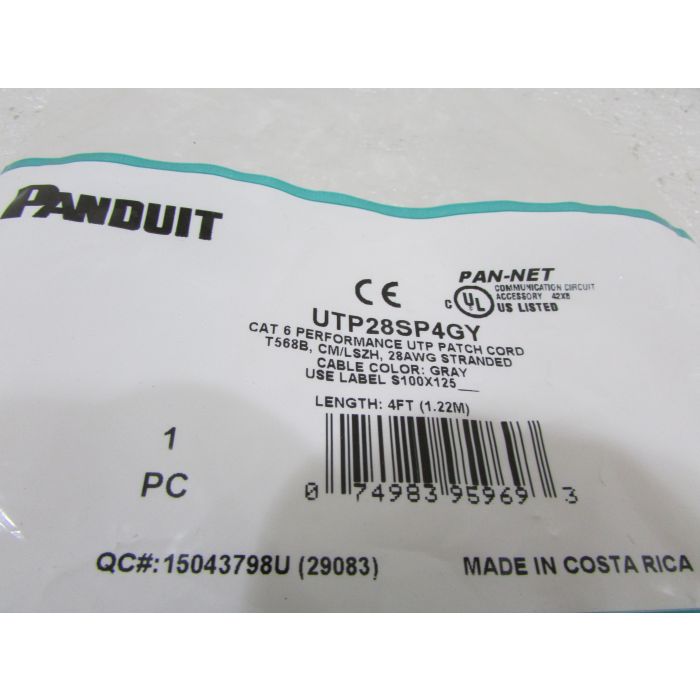 PANDUIT
CE
PAN-NET
C UL COMMUNICATION CIRCUIT
ACCESSORY 42X8
US LISTED
UTP28SP4GY
CAT 6 PERFORMANCE UTP PATCH CORD
T568B, CM/LSZH, 28AWG STRANDED
CABLE COLOR: GRAY
USE LABEL S100X125___
LENGTH: 4FT (1.22M)
1
PC
0 74983 95969 3
QC#:15043798U (29083)
MADE IN COSTA RICA